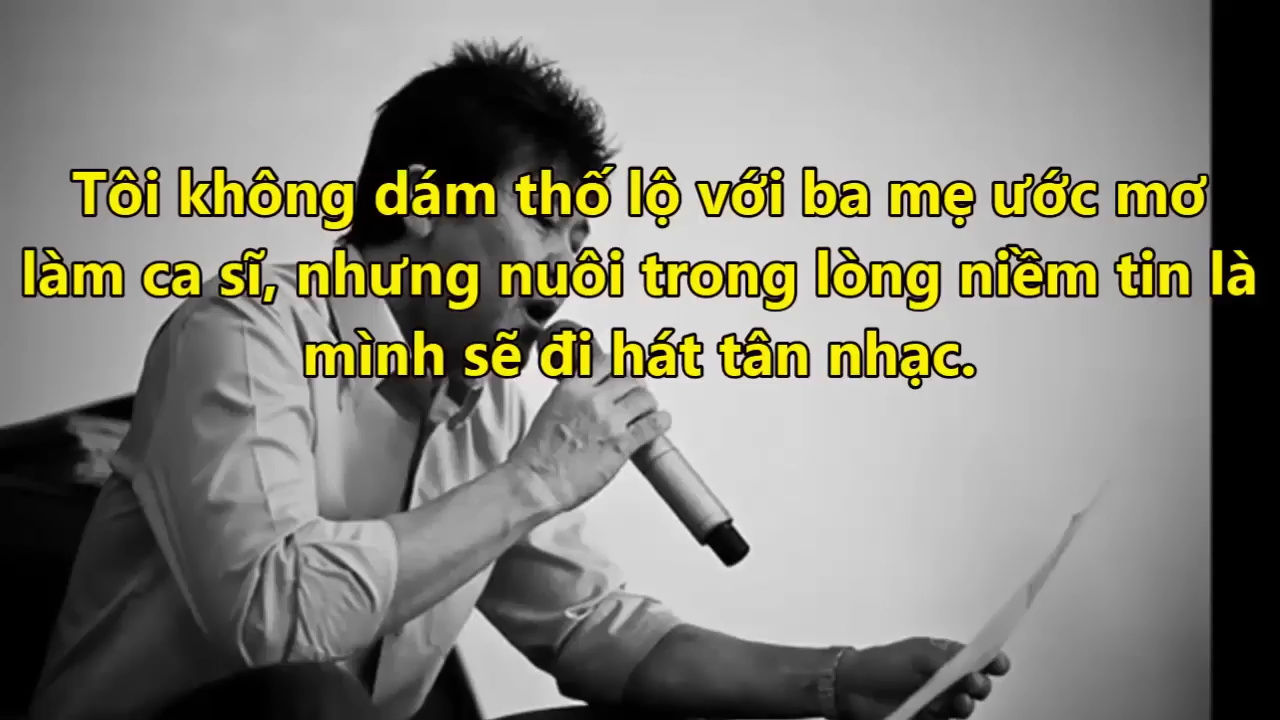 Tôi không dám thố lộ với ba mẹ ước mơ
làm ca sĩ, nhưng nuôi trong lòng niềm tin là
mình sẽ đi hát tân nhạc.